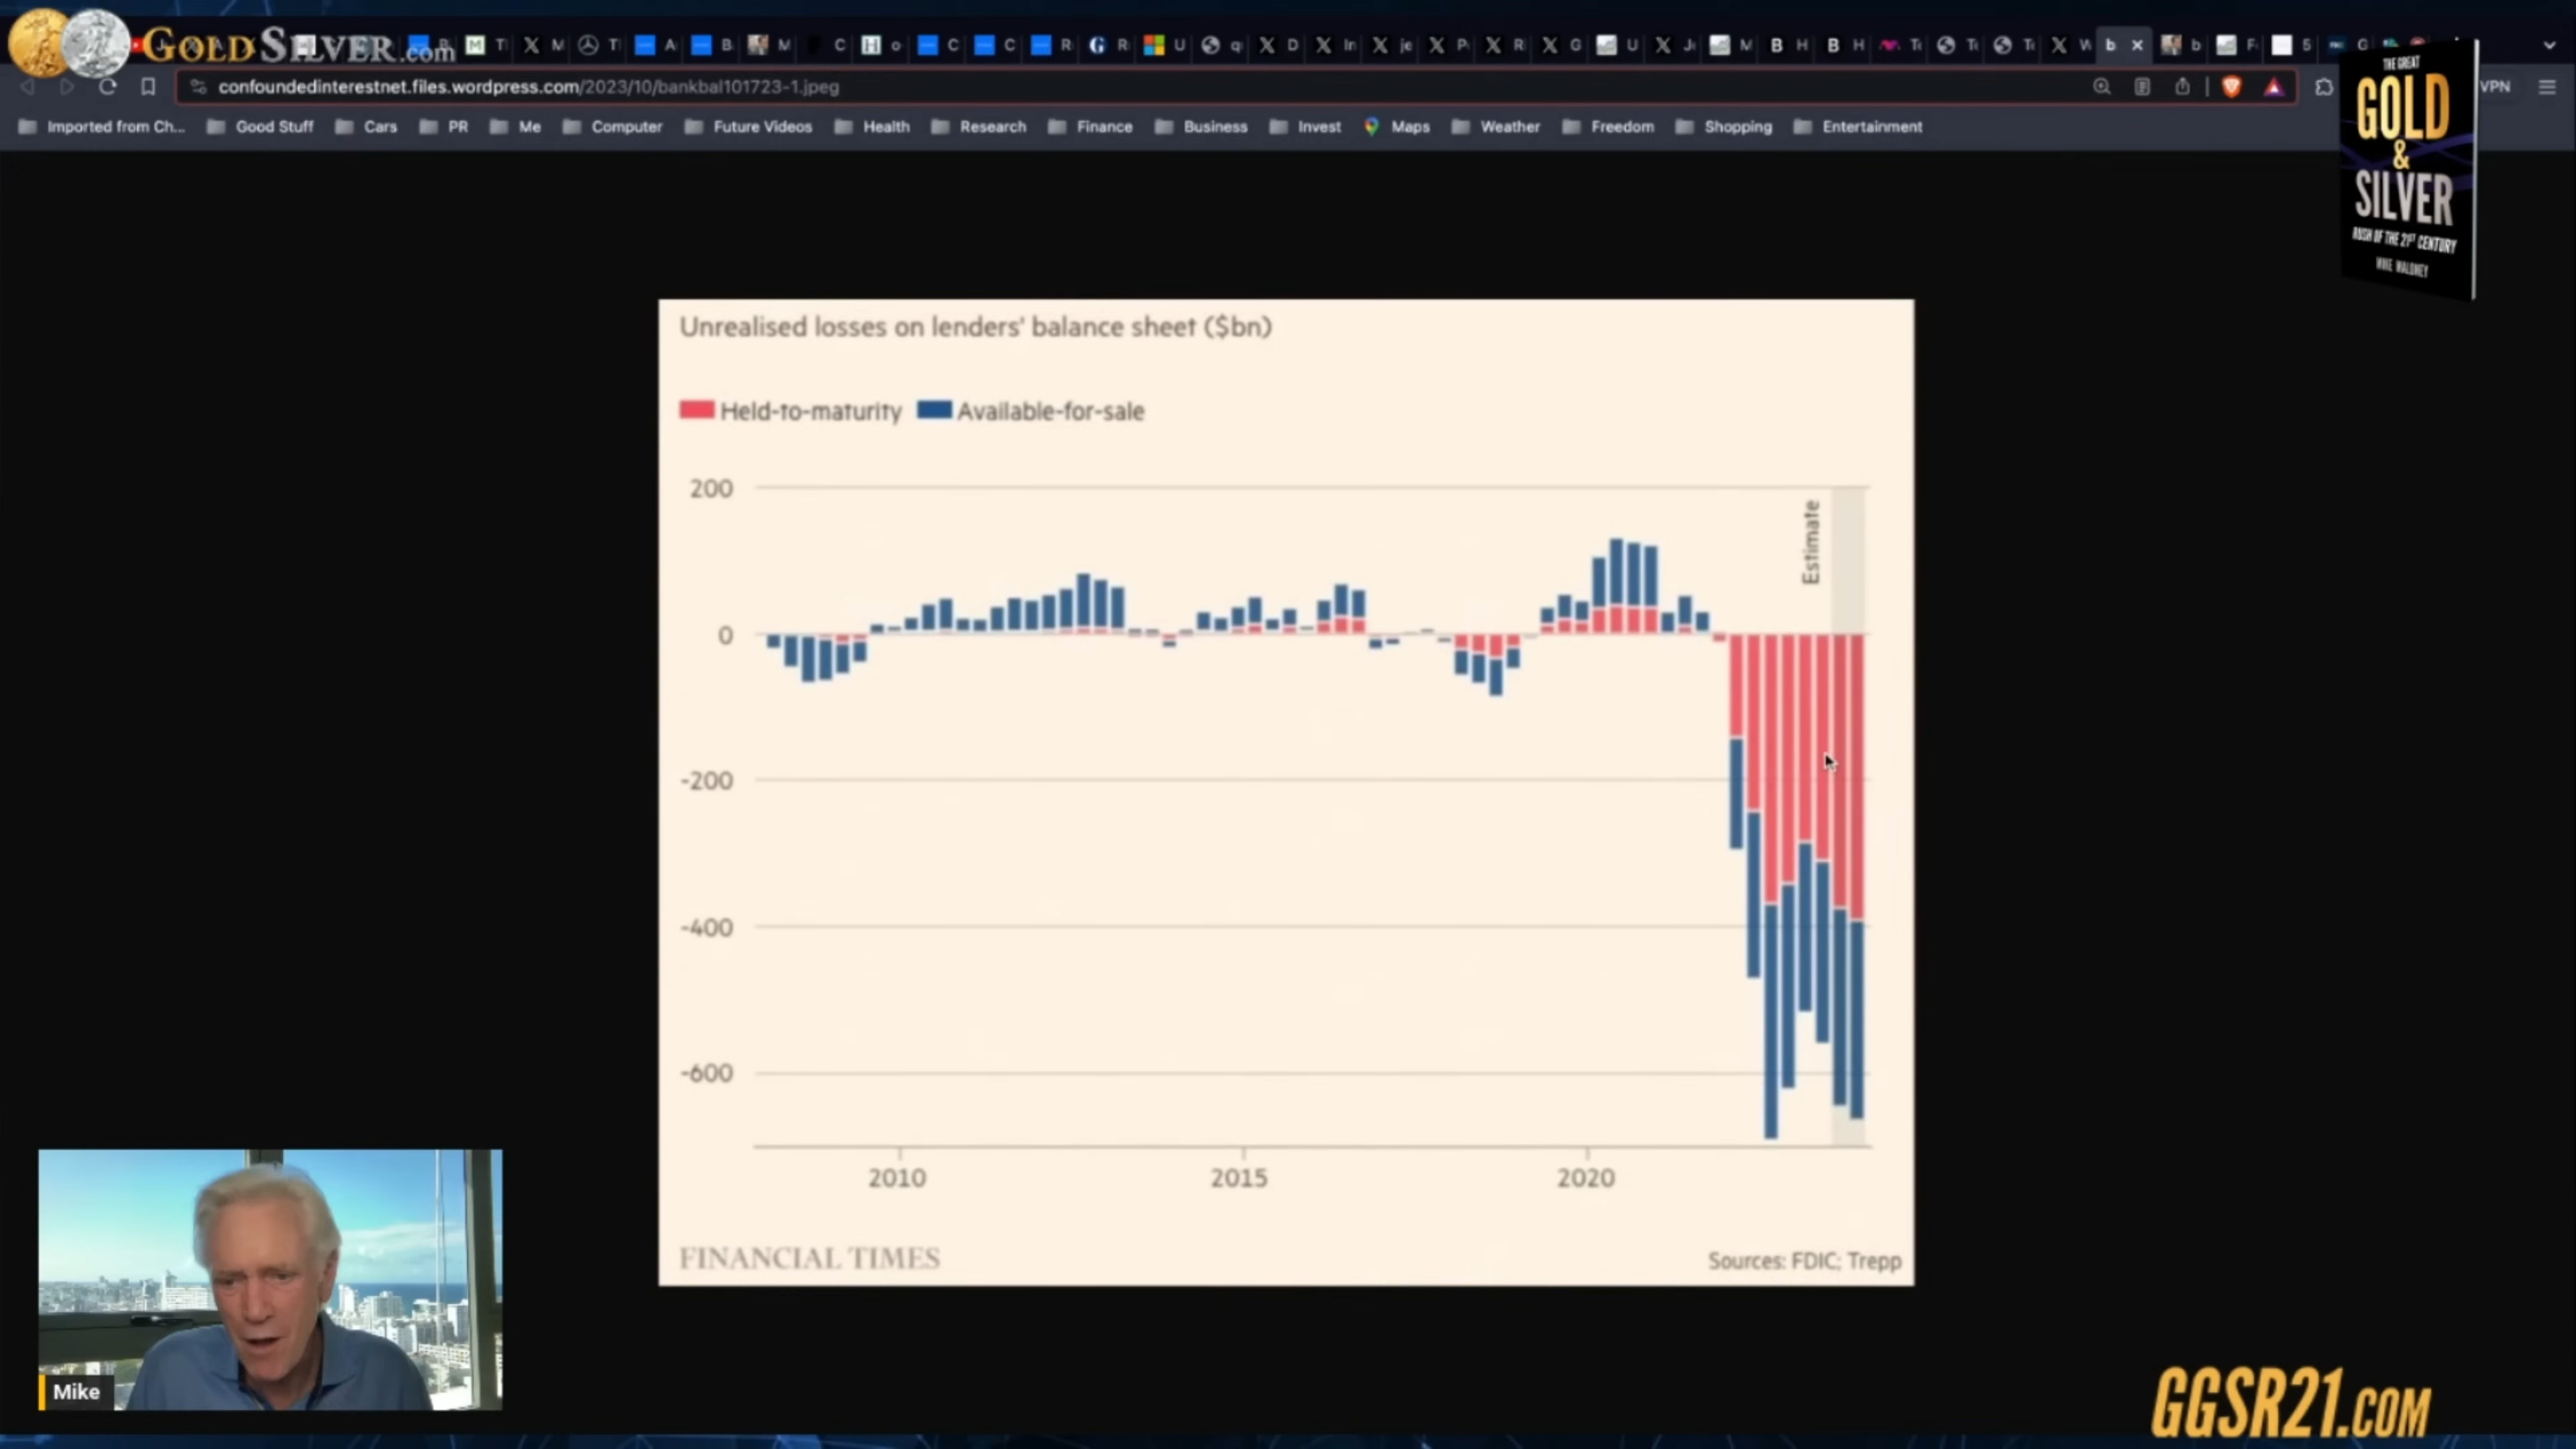 GOLDSILVER.com
confoundedinterestnet.files.wordpress.com/2023/10/bankbal101723-1.jpeg
VPN
Imported from Ch... Good Stuff Cars PR Me Computer Future Videos Health Research Finance Business Invest Maps Weather Freedom Shopping Entertainment
THE GREAT
GOLD
&
SILVER
RUSH OF THE 21ST CENTURY
MIKE MALONEY
Unrealised losses on lenders' balance sheet ($bn)
Held-to-maturity Available-for-sale
200
Estimate
0
-200
-400
-600
2010 2015 2020
FINANCIAL TIMES
Sources: FDIC; Trepp
Mike
GGSR21.COM